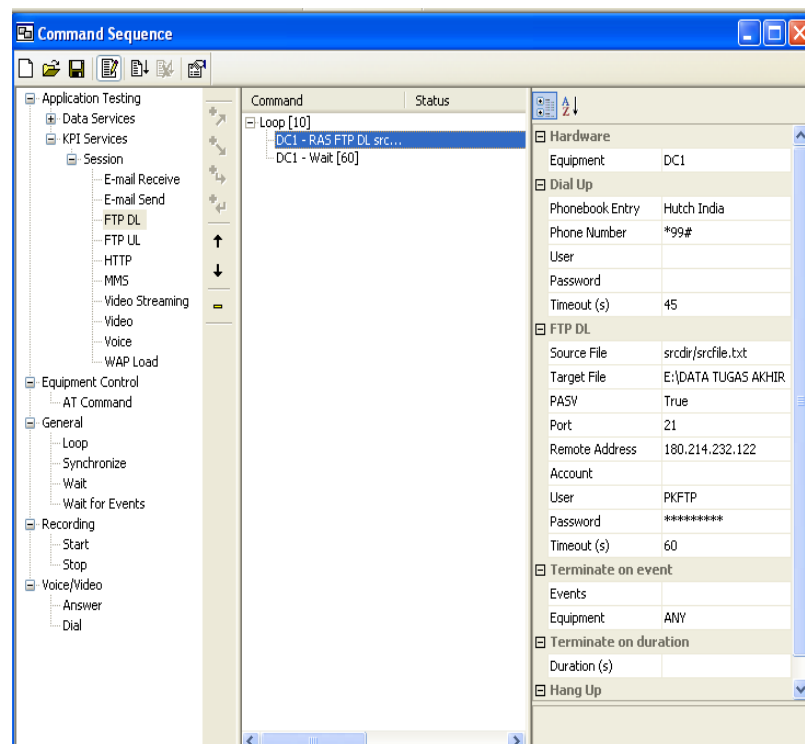 Command Sequence
Application Testing
Data Services
KPI Services
Session
E-mail Receive
E-mail Send
FTP DL
FTP UL
HTTP
MMS
Video Streaming
Video
Voice
WAP Load
Equipment Control
AT Command
General
Loop
Synchronize
Wait
Wait for Events
Recording
Start
Stop
Voice/Video
Answer
Dial
Command Status
Loop [10]
DC1 - RAS FTP DL src...
DC1 - Wait [60]
Hardware
Equipment DC1
Dial Up
Phonebook Entry Hutch India
Phone Number *99#
User
Password
Timeout (s) 45
FTP DL
Source File srcdir/srcfile.txt
Target File E:\DATA TUGAS AKHIR
PASV True
Port 21
Remote Address 180.214.232.122
Account
User PKFTP
Password *********
Timeout (s) 60
Terminate on event
Events
Equipment ANY
Terminate on duration
Duration (s)
Hang Up